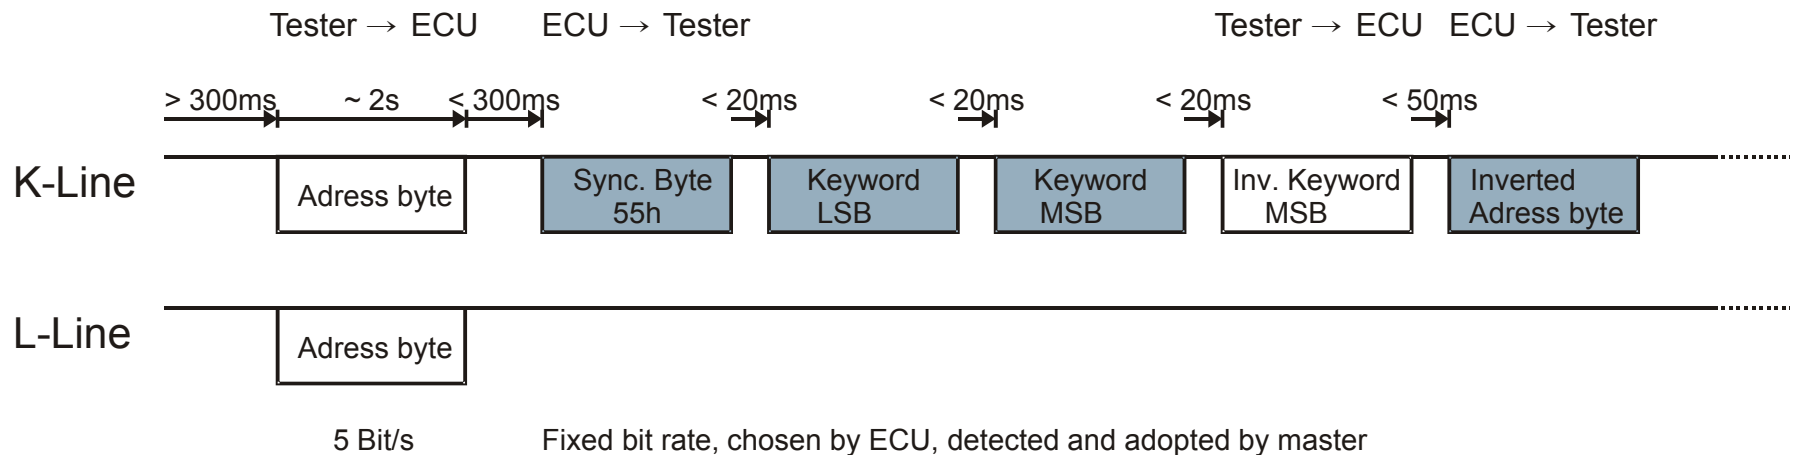 Tester → ECU ECU → Tester Tester → ECU ECU → Tester
> 300ms ~ 2s < 300ms < 20ms < 20ms < 20ms < 50ms
K-Line
Adress byte
Sync. Byte
55h
Keyword
LSB
Keyword
MSB
Inv. Keyword
MSB
Inverted
Adress byte
L-Line
Adress byte
5 Bit/s Fixed bit rate, chosen by ECU, detected and adopted by master